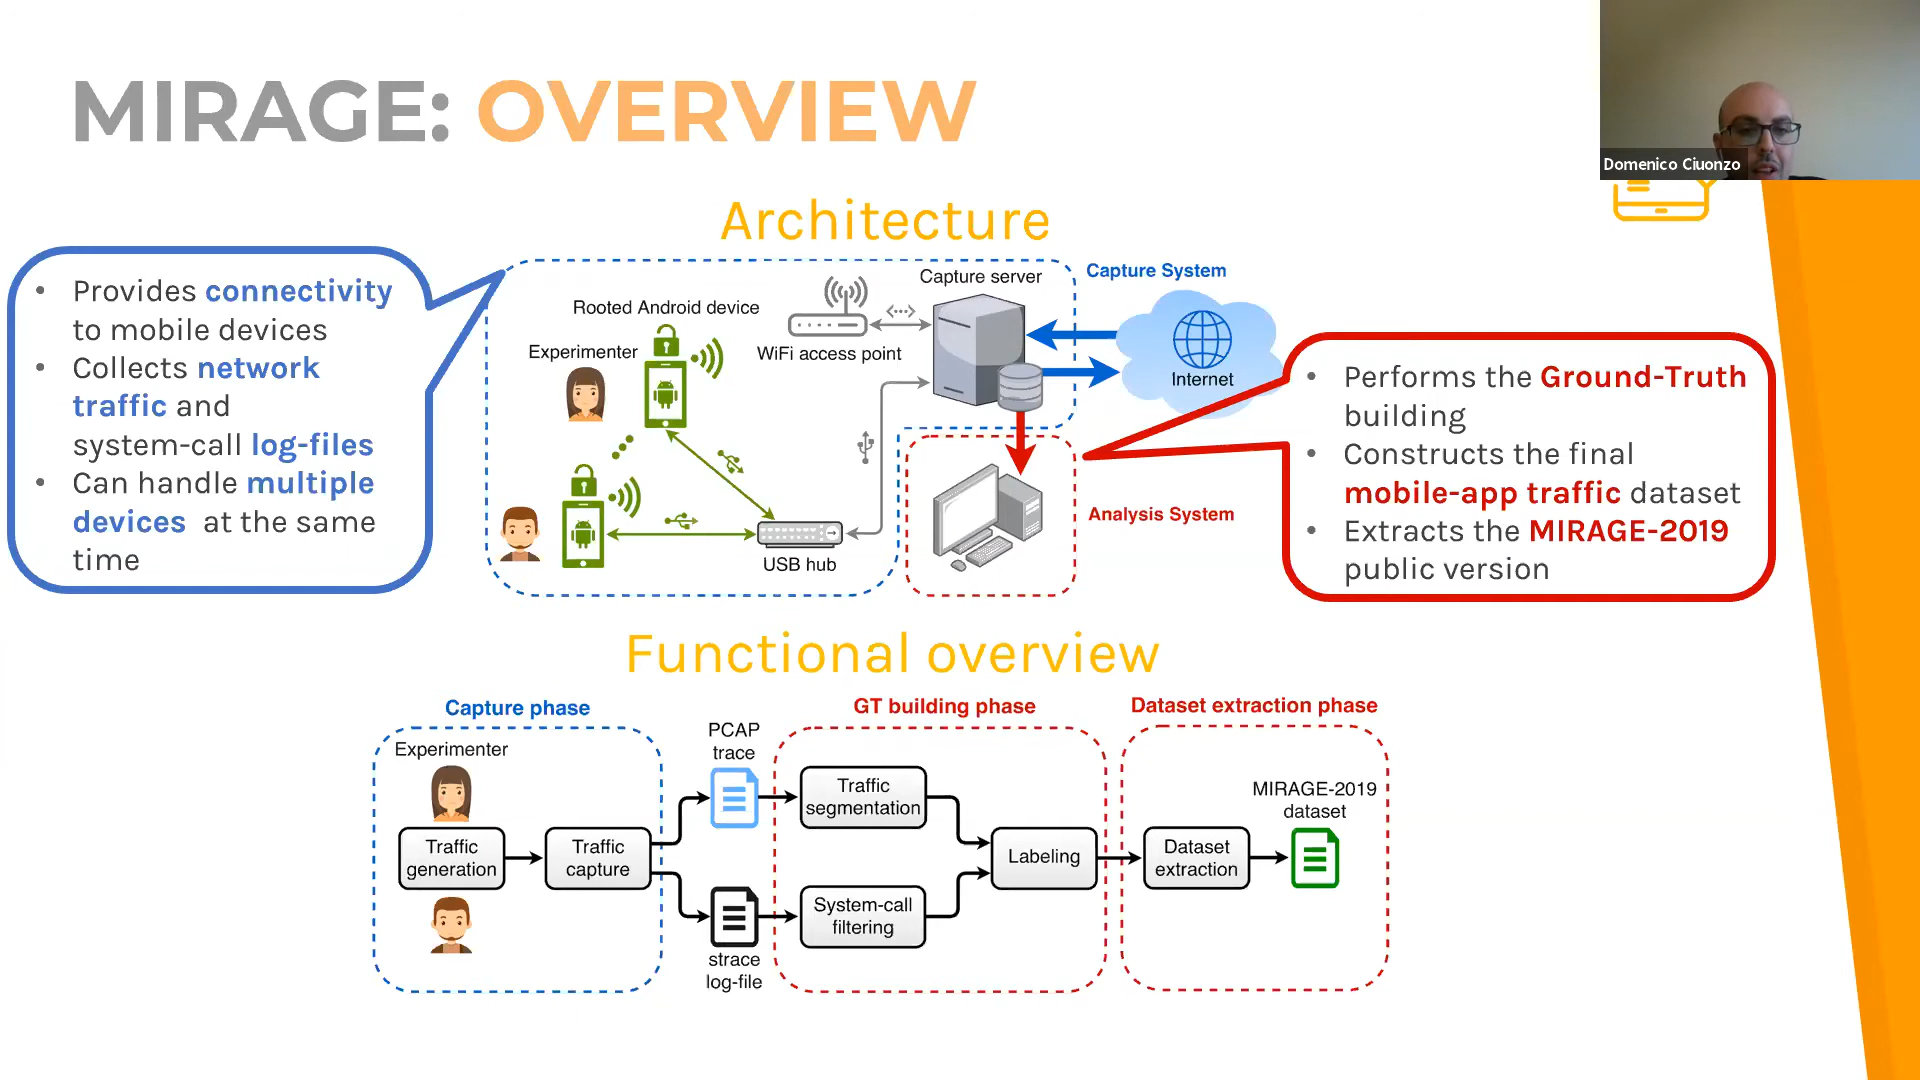 MIRAGE: OVERVIEW
Domenico Ciuonzo
Architecture
• Provides connectivity
to mobile devices
• Collects network
traffic and
system-call log-files
• Can handle multiple
devices at the same
time
Capture server
Capture System
Rooted Android device
Experimenter
WiFi access point
Internet
USB hub
Analysis System
• Performs the Ground-Truth
building
• Constructs the final
mobile-app traffic dataset
• Extracts the MIRAGE-2019
public version
Functional overview
Capture phase
GT building phase
Dataset extraction phase
Experimenter
PCAP
trace
Traffic
generation
Traffic
capture
Traffic
segmentation
System-call
filtering
strace
log-file
Labeling
Dataset
extraction
MIRAGE-2019
dataset